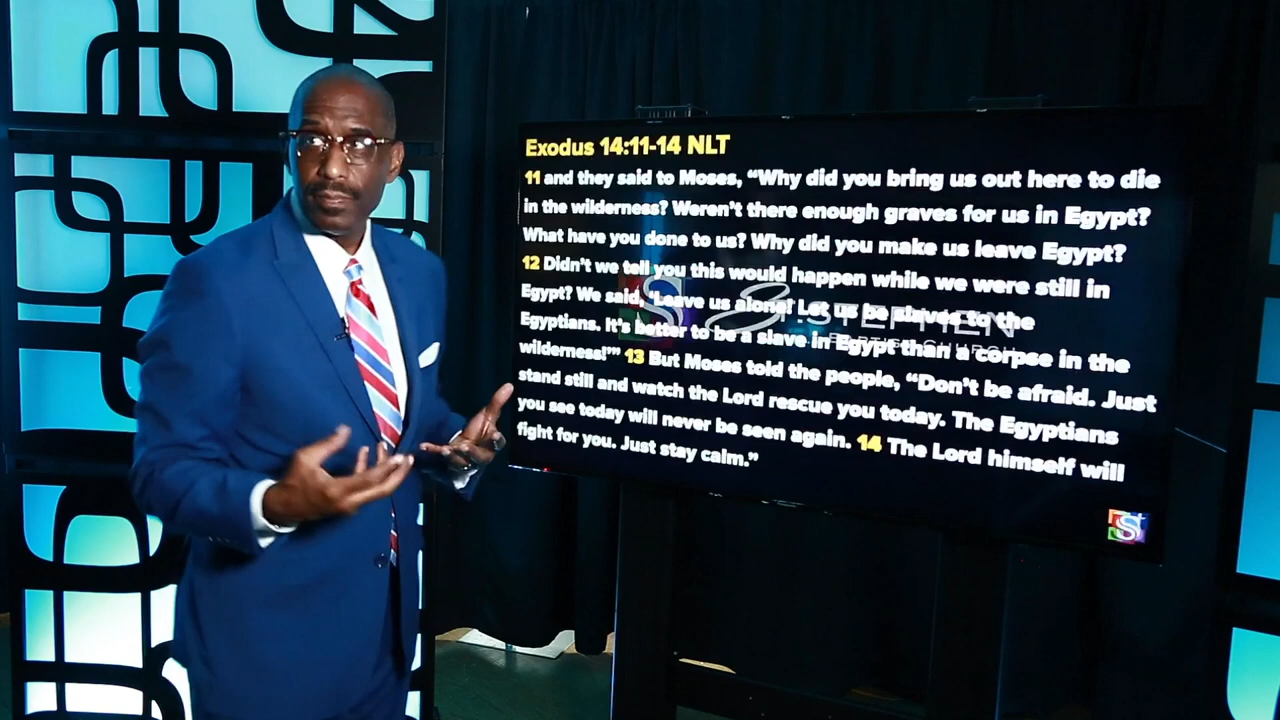 Exodus 14:11-14 NLT
11 and they said to Moses, “Why did you bring us out here to die
in the wilderness? Weren’t there enough graves for us in Egypt?
What have you done to us? Why did you make us leave Egypt?
12 Didn’t we tell you this would happen while we were still in
Egypt? We said, ‘Leave us alone! Let us be slaves to the
Egyptians. It’s better to be a slave in Egypt than a corpse in the
wilderness!’” 13 But Moses told the people, “Don’t be afraid. Just
stand still and watch the Lord rescue you today. The Egyptians
you see today will never be seen again. 14 The Lord himself will
fight for you. Just stay calm.”
STEPHEN
CHURCH
S